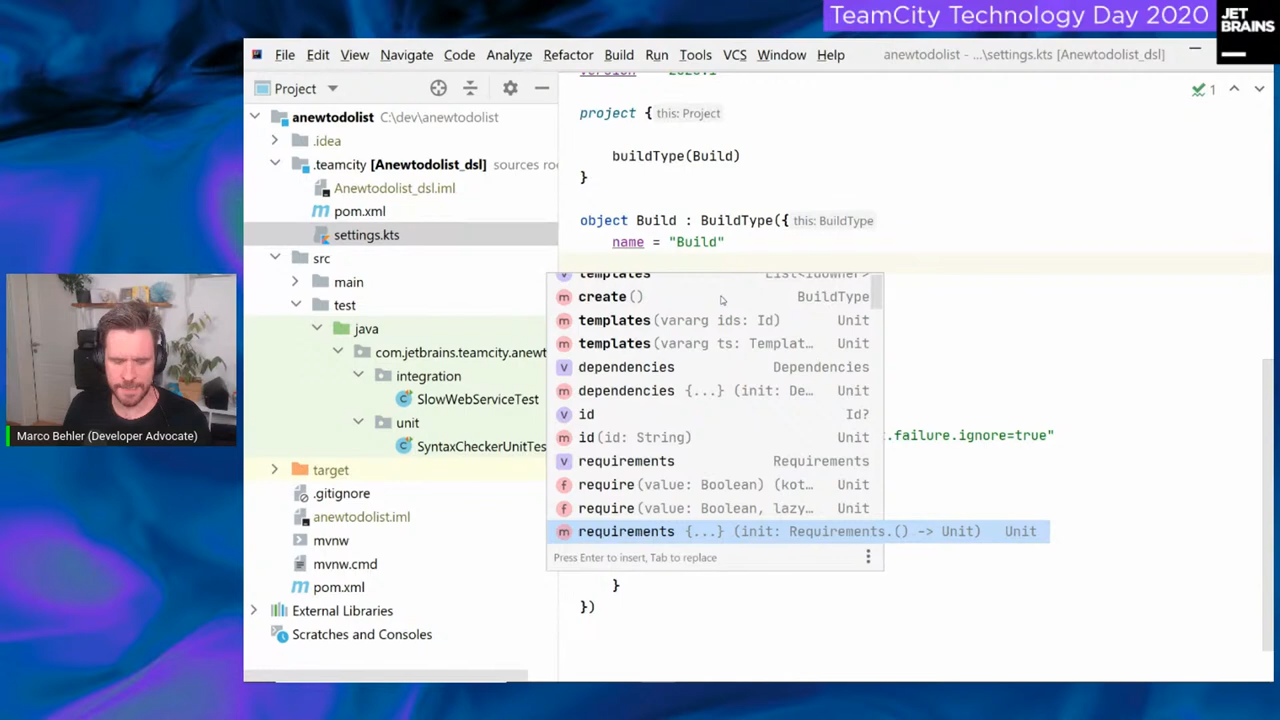 TeamCity Technology Day 2020
JET
BRAINS
File Edit View Navigate Code Analyze Refactor Build Run Tools VCS Window Help anewtodolist - ...\settings.kts [Anewtodolist_dsl]
Project
anewtodolist C:\dev\anewtodolist
.idea
.teamcity [Anewtodolist_dsl] sources roo
Anewtodolist_dsl.iml
pom.xml
settings.kts
src
main
test
java
com.jetbrains.teamcity.anewt
integration
SlowWebServiceTest
unit
SyntaxCheckerUnitTes
target
.gitignore
anewtodolist.iml
mvnw
mvnw.cmd
pom.xml
External Libraries
Scratches and Consoles
1
project { this: Project
buildType(Build)
}
object Build : BuildType({ this: BuildType
name = "Build"
templates List<IdOwner>
create() BuildType
templates(vararg ids: Id) Unit
templates(vararg ts: Templat... Unit
dependencies Dependencies
dependencies {...} (init: De... Unit
id Id?
id(id: String) Unit
requirements Requirements
require(value: Boolean) (kot... Unit
require(value: Boolean, lazy... Unit
requirements {...} (init: Requirements.() -> Unit) Unit
Press Enter to insert, Tab to replace
.failure.ignore=true"
}
})
Marco Behler (Developer Advocate)